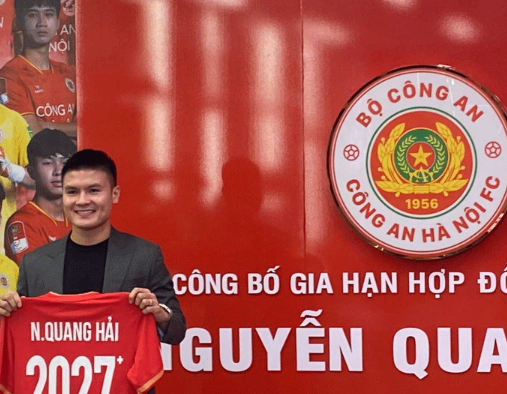 BỘ CÔNG AN
1956
CÔNG AN HÀ NỘI FC
CÔNG BỐ GIA HẠN HỢP ĐỒ
NGUYỄN QUA
N.QUANG HẢI
2027+
CÔNG AN